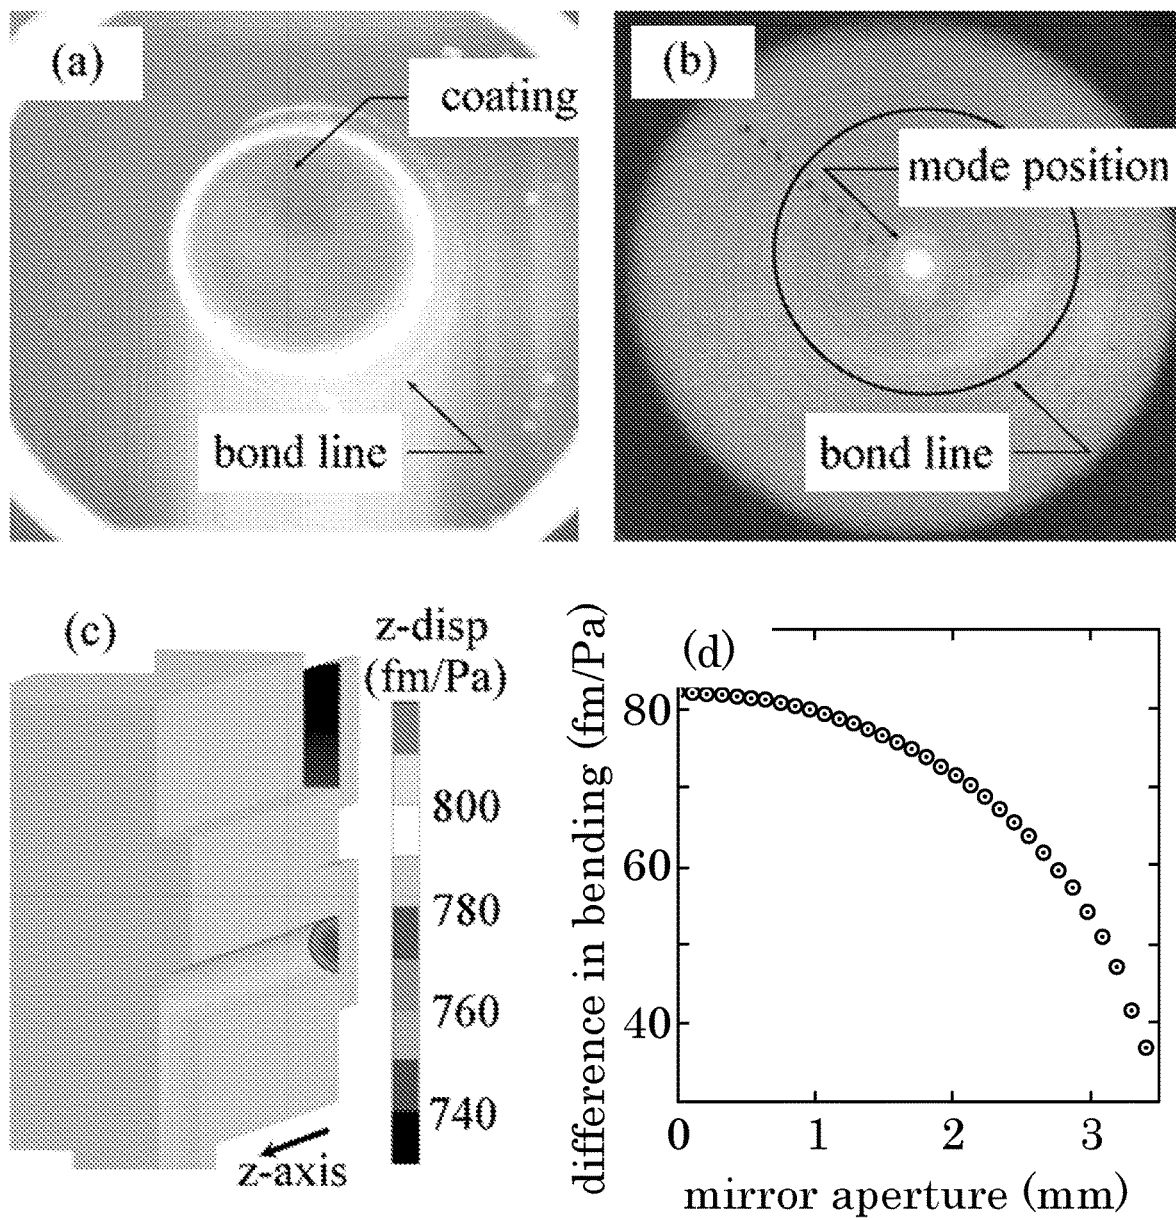 (a)
coating
bond line
(b)
mode position
bond line
(c)
z-disp
(fm/Pa)
800
780
760
740
z-axis
(d)
difference in bending (fm/Pa)
80
60
40
0 1 2 3
mirror aperture (mm)